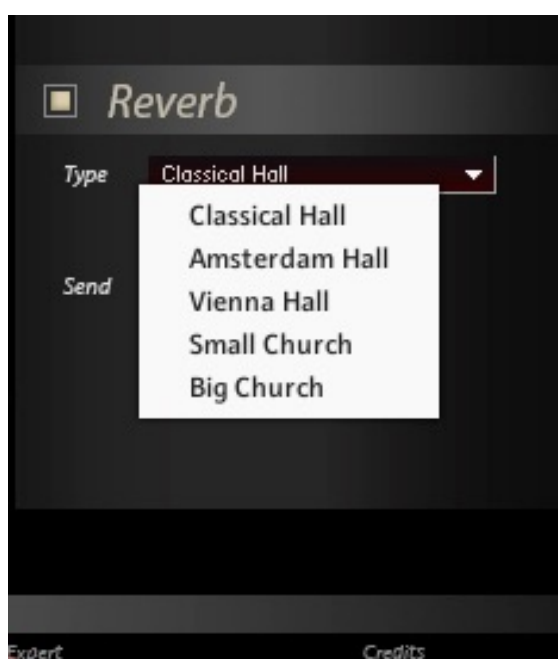 Reverb
Type Classical Hall
Classical Hall
Amsterdam Hall
Vienna Hall
Send
Small Church
Big Church
Expert Credits